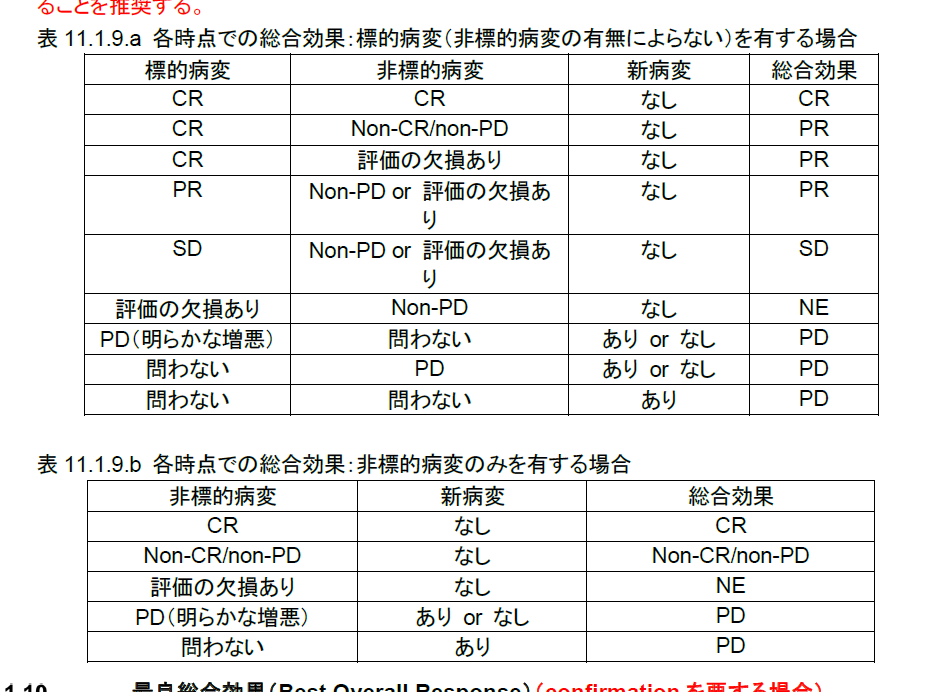 ることを推奨する。
表 11.1.9.a 各時点での総合効果：標的病変（非標的病変の有無によらない）を有する場合
標的病変 非標的病変 新病変 総合効果
CR CR なし CR
CR Non-CR/non-PD なし PR
CR 評価の欠損あり なし PR
PR Non-PD or 評価の欠損あ なし PR
り
SD Non-PD or 評価の欠損あ なし SD
り
評価の欠損あり Non-PD なし NE
PD（明らかな増悪） 問わない あり or なし PD
問わない PD あり or なし PD
問わない 問わない あり PD
表 11.1.9.b 各時点での総合効果：非標的病変のみを有する場合
非標的病変 新病変 総合効果
CR なし CR
Non-CR/non-PD なし Non-CR/non-PD
評価の欠損あり なし NE
PD（明らかな増悪） あり or なし PD
問わない あり PD
1.10 最良総合効果（Best Overall Response）（confirmation を要する場合）